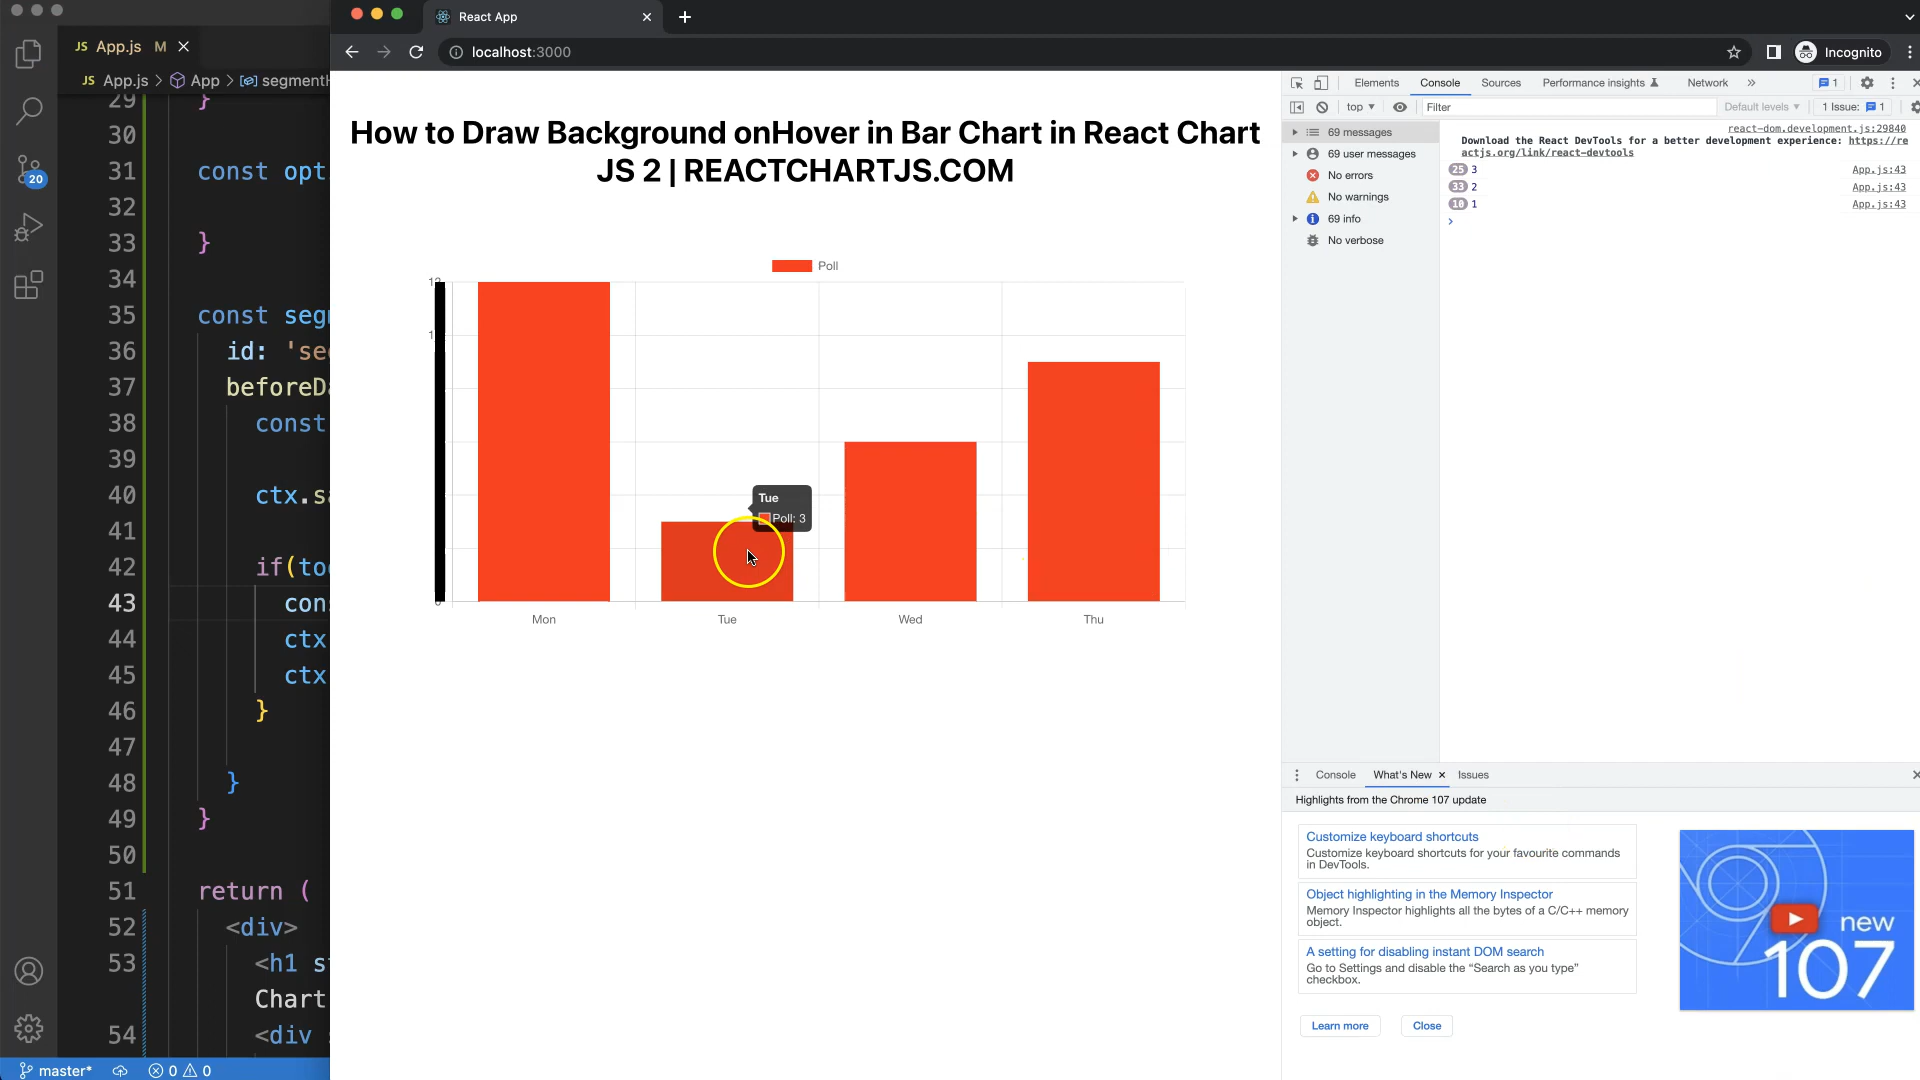 JS App.js M
JS App.js > App > segmentH
29 }
30
31 const opt
32
33 }
34
35 const seg
36 id: 'se
37 beforeDa
38 const
39
40 ctx.sa
41
42 if(too
43 cons
44 ctx
45 ctx
46 }
47
48 }
49 }
50
51 return (
52 <div>
53 <h1 s
Chart
54 <div
20
master* 0 0
React App
localhost:3000
Incognito
How to Draw Background onHover in Bar Chart in React Chart
JS 2 | REACTCHARTJS.COM
Poll
Tue
Poll: 3
Mon Tue Wed Thu
Elements Console Sources Performance insights Network 1
top Filter Default levels 1 Issue: 1
69 messages
69 user messages
No errors
No warnings
69 info
No verbose
react-dom.development.js:29840
Download the React DevTools for a better development experience: https://re
actjs.org/link/react-devtools
25 3 App.js:43
33 2 App.js:43
10 1 App.js:43
Console What's New Issues
Highlights from the Chrome 107 update
Customize keyboard shortcuts
Customize keyboard shortcuts for your favourite commands
in DevTools.
Object highlighting in the Memory Inspector
Memory Inspector highlights all the bytes of a C/C++ memory
object.
A setting for disabling instant DOM search
Go to Settings and disable the “Search as you type”
checkbox.
Learn more Close
new
107